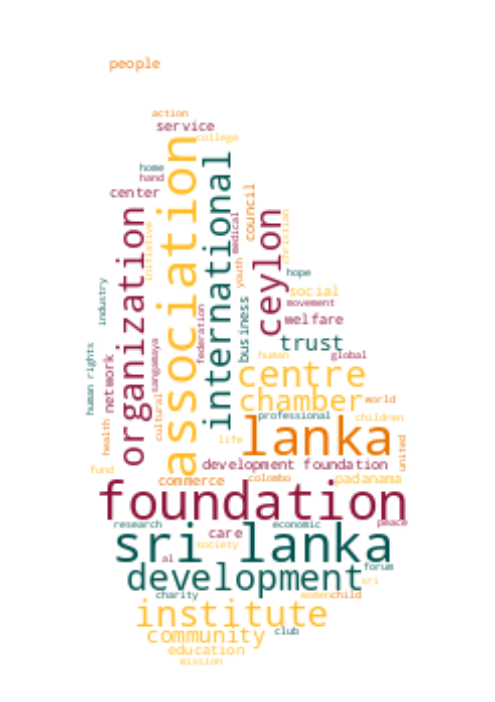 people
action
service
college
association
international
home
hand
center
council
medical
christian
organization
ceylon
initiative
youth
hope
industry
social
movement
business
welfare
federation
trust
sangamaya
human rights
network
human
global
centre
cultural
chamber
world
professional
children
health
life
lanka
united
development foundation
fund
commerce
colombo
padanama
foundation
research
economic
peace
care
sri lanka
society
al
forum
development
sri
charity
women
child
institute
club
community
education
mission